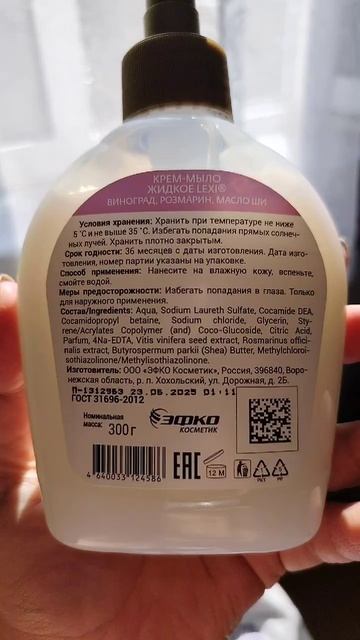 КРЕМ-МЫЛО
ЖИДКОЕ LEXI®
ВИНОГРАД, РОЗМАРИН, МАСЛО ШИ
Условия хранения: Хранить при температуре не ниже
5 °С и не выше 35 °С. Избегать попадания прямых солнеч-
ных лучей. Хранить плотно закрытым.
Срок годности: 36 месяцев с даты изготовления. Дата изго-
товления, номер партии указаны на упаковке.
Способ применения: Нанесите на влажную кожу, вспеньте,
смойте водой.
Меры предосторожности: Избегать попадания в глаза. Только
для наружного применения.
Состав/Ingredients: Aqua, Sodium Laureth Sulfate, Cocamide DEA,
Cocamidopropyl betaine, Sodium chloride, Glycerin, Sty-
rene/Acrylates Copolymer (and) Coco-Glucoside, Citric Acid,
Parfum, 4Na-EDTA, Vitis vinifera seed extract, Rosmarinus offici-
nalis extract, Butyrospermum parkii (Shea) Butter, Methylchloroi-
sothiazolinone/Methylisothiazolinone.
Изготовитель: ООО «ЭФКО Косметик», Россия, 396840, Воро-
нежская область, р. п. Хохольский, ул. Дорожная, д. 2Б.
П-1312953 23.06.2025 01:11
ГОСТ 31696-2012
Номинальная
масса: 300 г
ЭФКО
КОСМЕТИК
4 640033 124586
EAC
12 M